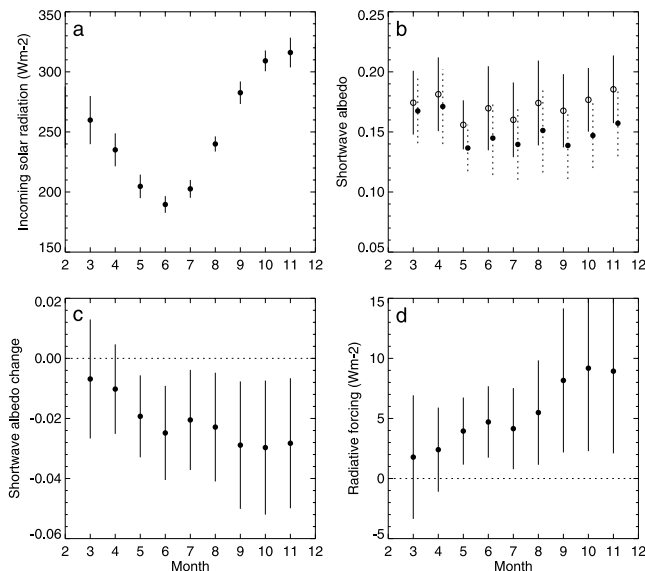 a
Incoming solar radiation (Wm-2)
350
300
250
200
150
2 3 4 5 6 7 8 9 10 11 12
b
Shortwave albedo
0.25
0.20
0.15
0.10
0.05
2 3 4 5 6 7 8 9 10 11 12
c
Shortwave albedo change
0.02
0.00
-0.02
-0.04
-0.06
2 3 4 5 6 7 8 9 10 11 12
Month
d
Radiative forcing (Wm-2)
15
10
5
0
-5
2 3 4 5 6 7 8 9 10 11 12
Month